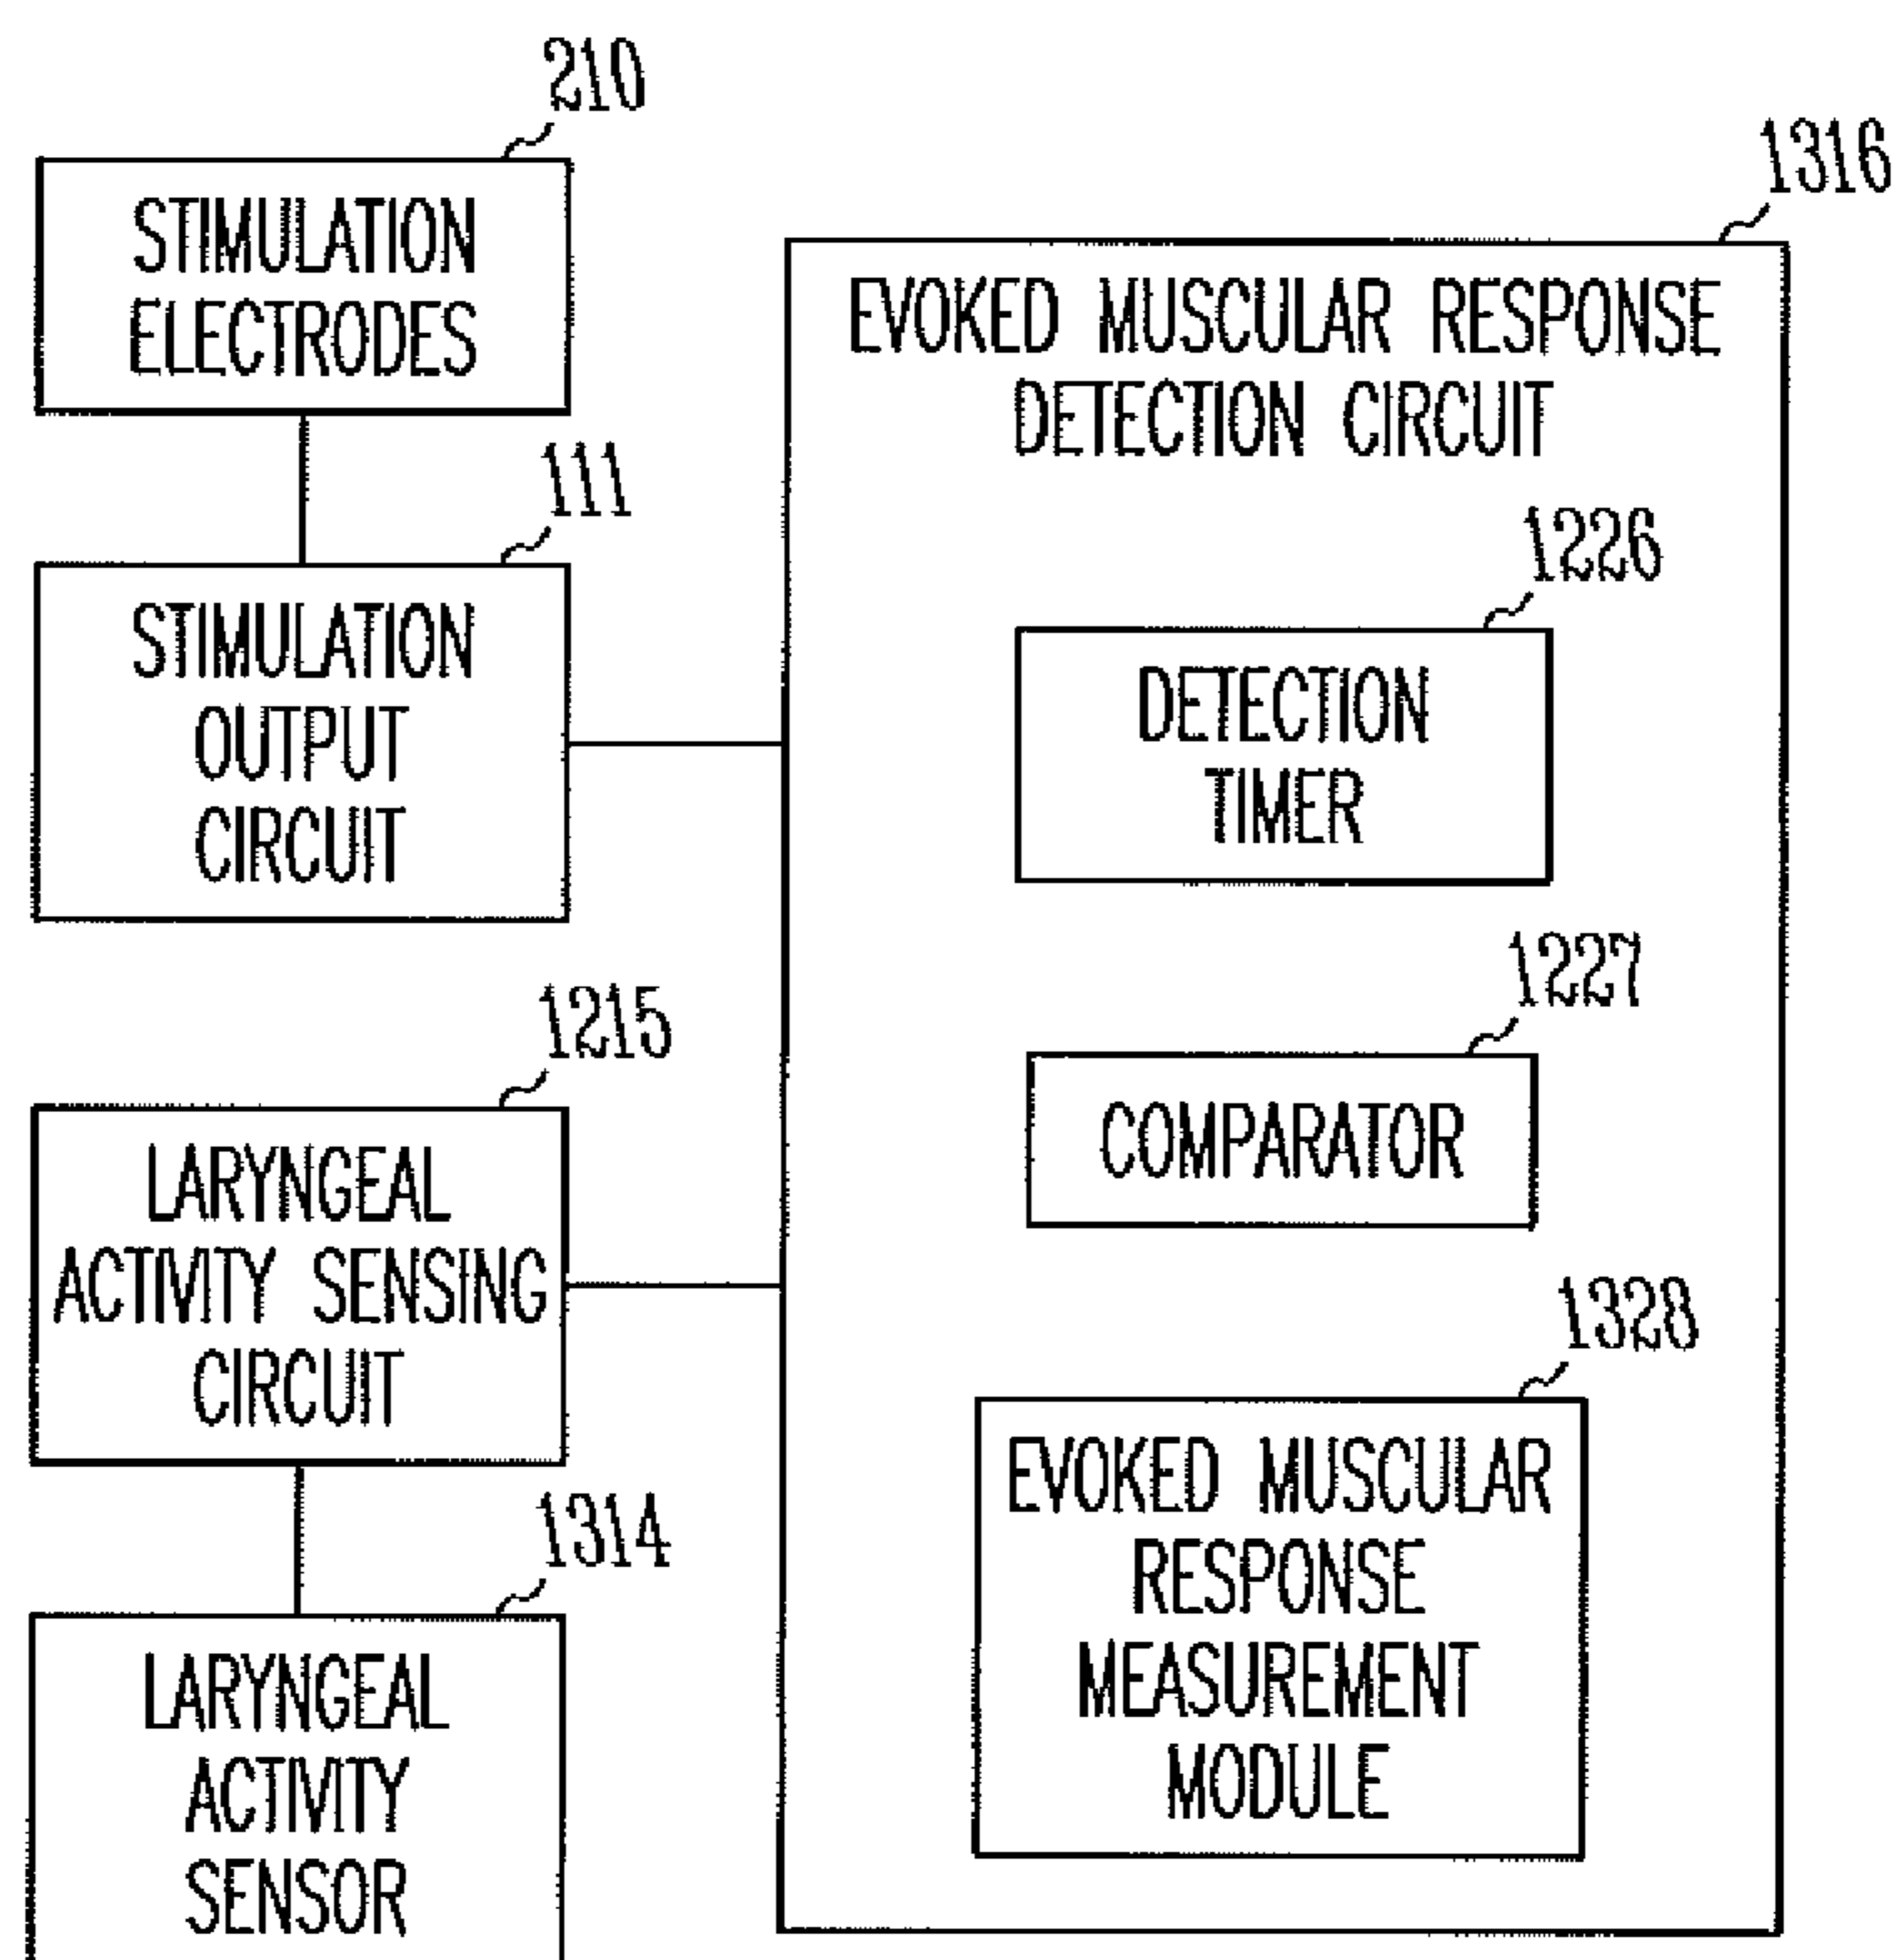 210
STIMULATION
ELECTRODES
111
STIMULATION
OUTPUT
CIRCUIT
1215
LARYNGEAL
ACTIVITY SENSING
CIRCUIT
1314
LARYNGEAL
ACTIVITY
SENSOR
1316
EVOKED MUSCULAR RESPONSE
DETECTION CIRCUIT
1226
DETECTION
TIMER
1227
COMPARATOR
1328
EVOKED MUSCULAR
RESPONSE
MEASUREMENT
MODULE